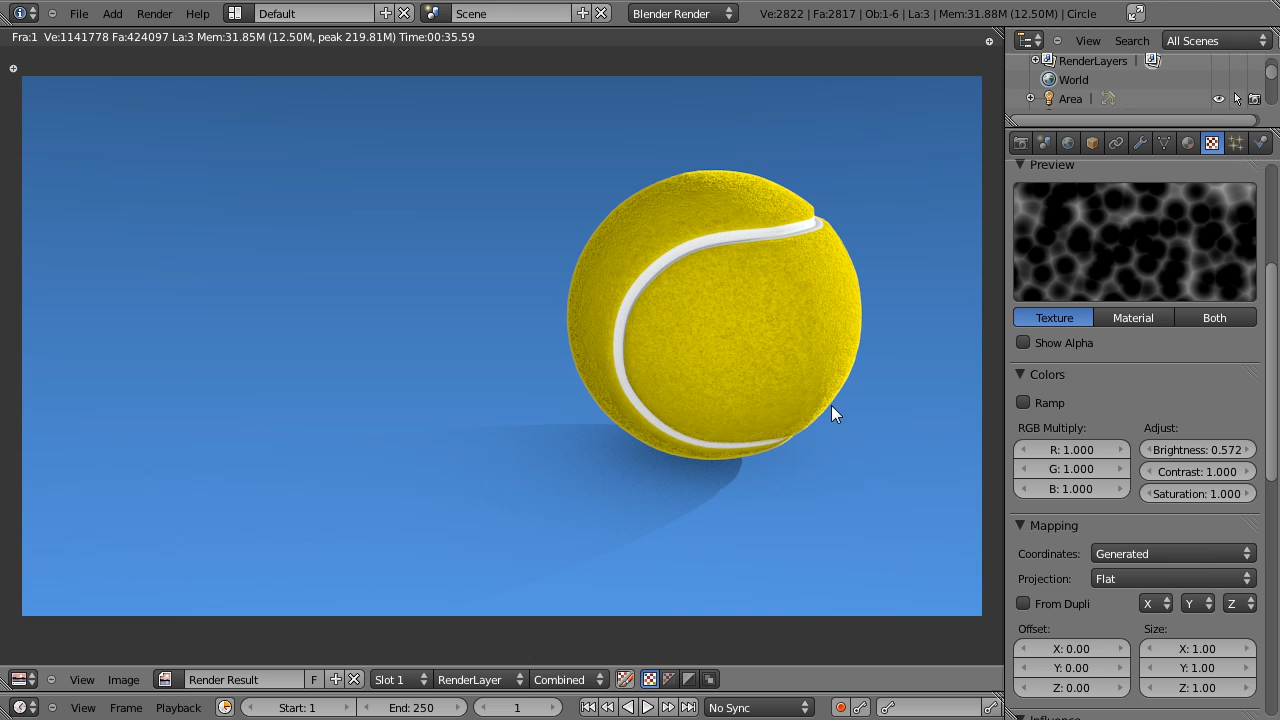 File Add Render Help Default Scene Blender Render Ve:2822 | Fa:2817 | Ob:1-6 | La:3 | Mem:31.88M (12.50M) | Circle
Fra:1 Ve:1141778 Fa:424097 La:3 Mem:31.85M (12.50M, peak 219.81M) Time:00:35.59
View Search All Scenes
RenderLayers |
World
Area |
Preview
Texture Material Both
Show Alpha
Colors
Ramp
RGB Multiply: Adjust:
R: 1.000 Brightness: 0.572
G: 1.000 Contrast: 1.000
B: 1.000 Saturation: 1.000
Mapping
Coordinates: Generated
Projection: Flat
From Dupli X Y Z
Offset: Size:
X: 0.00 X: 1.00
Y: 0.00 Y: 1.00
Z: 0.00 Z: 1.00
View Image Render Result F Slot 1 RenderLayer Combined
View Frame Playback Start: 1 End: 250 1 No Sync